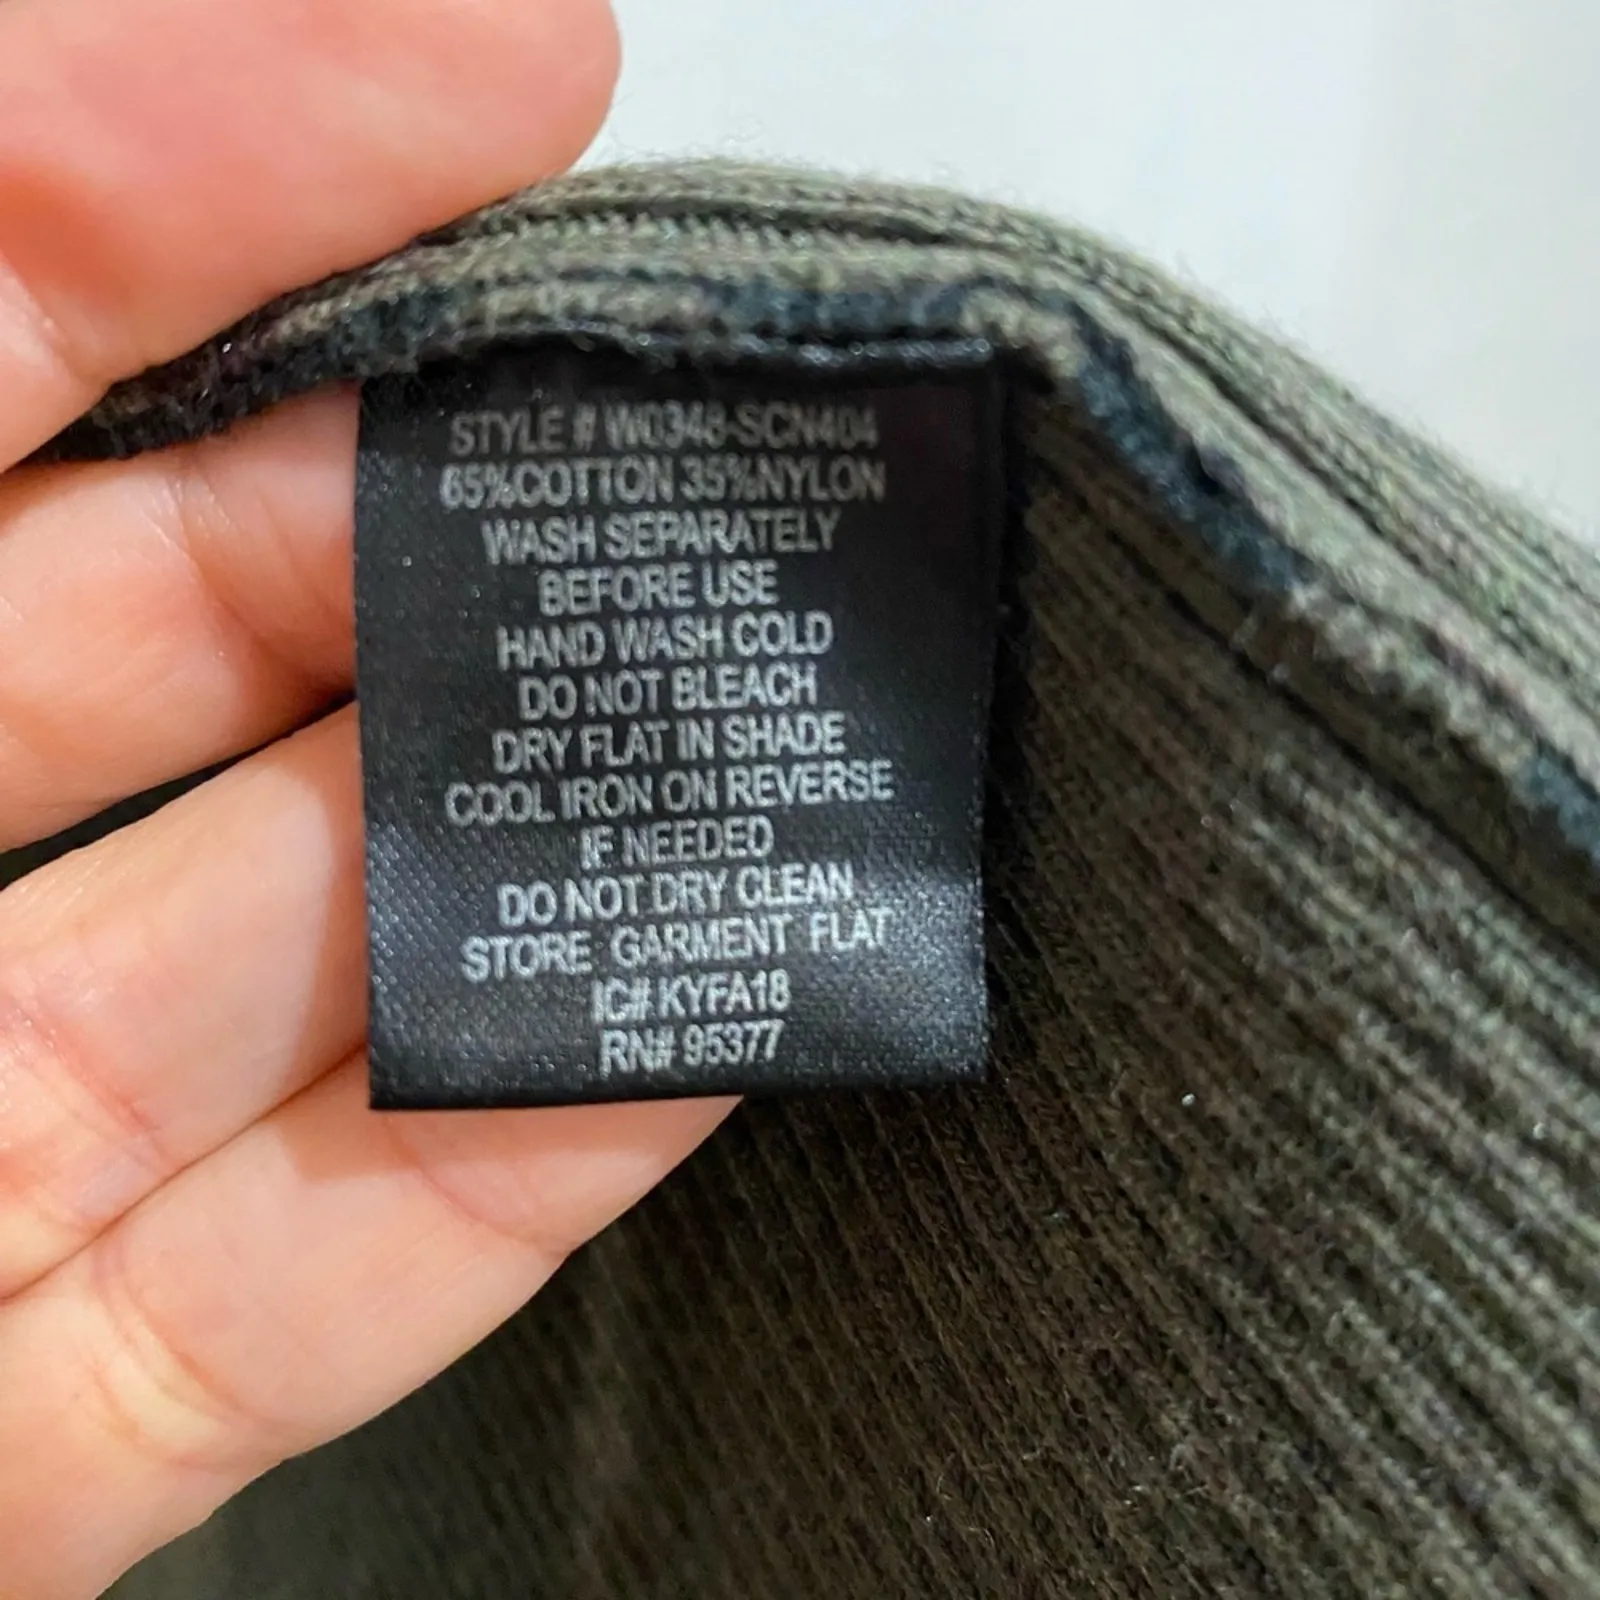 STYLE # W0348-SCN404
65%COTTON 35%NYLON
WASH SEPARATELY
BEFORE USE
HAND WASH COLD
DO NOT BLEACH
DRY FLAT IN SHADE
COOL IRON ON REVERSE
IF NEEDED
DO NOT DRY CLEAN
STORE GARMENT FLAT
IC# KYFA18
RN# 95377